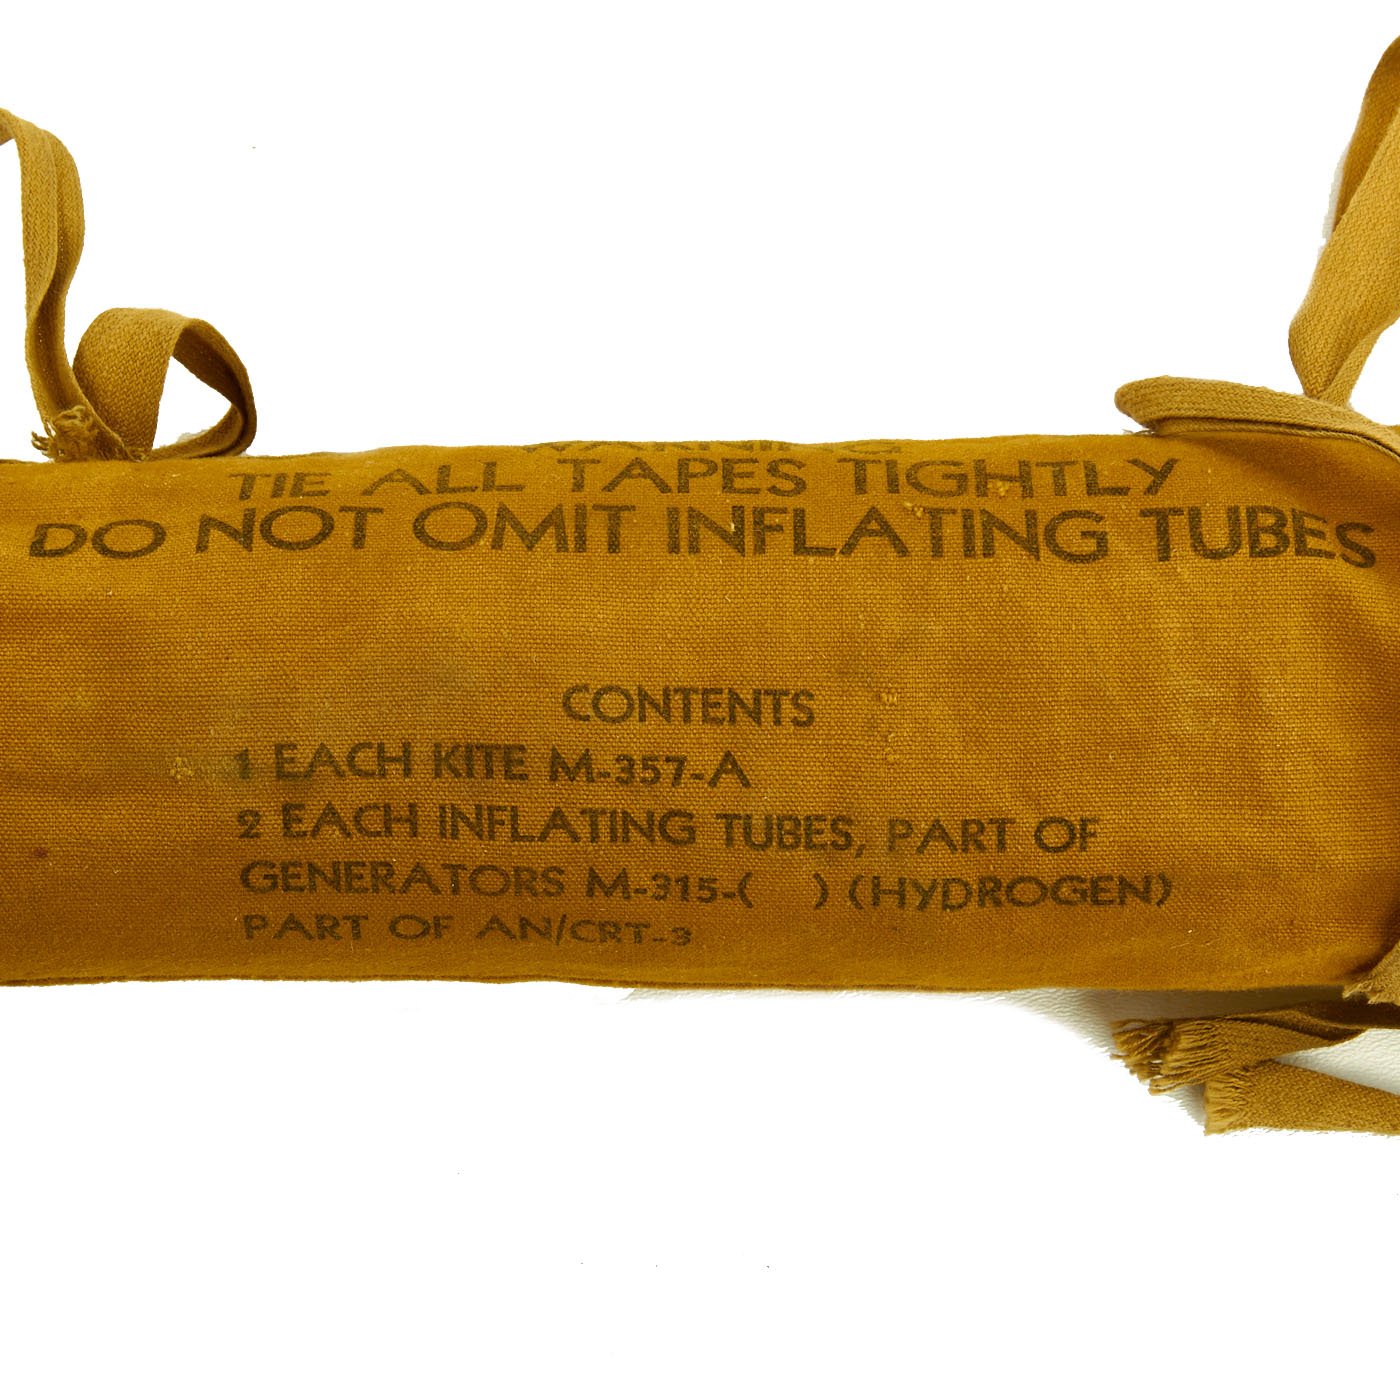 WARNING
TIE ALL TAPES TIGHTLY
DO NOT OMIT INFLATING TUBES
CONTENTS
1 EACH KITE M-357-A
2 EACH INFLATING TUBES, PART OF
GENERATORS M-315-( ) (HYDROGEN)
PART OF AN/CRT-3